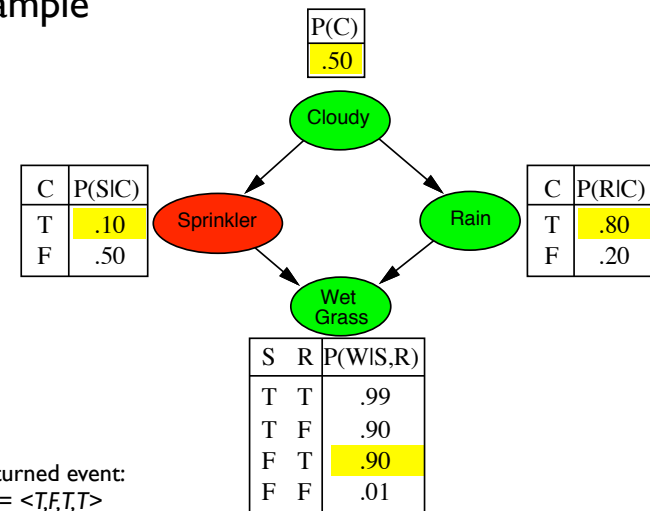 ample
P(C)
.50
Cloudy
C P(S|C)
T .10
F .50
Sprinkler
Rain
C P(R|C)
T .80
F .20
Wet
Grass
S R P(W|S,R)
T T .99
T F .90
F T .90
F F .01
turned event:
= <T,F,T,T>